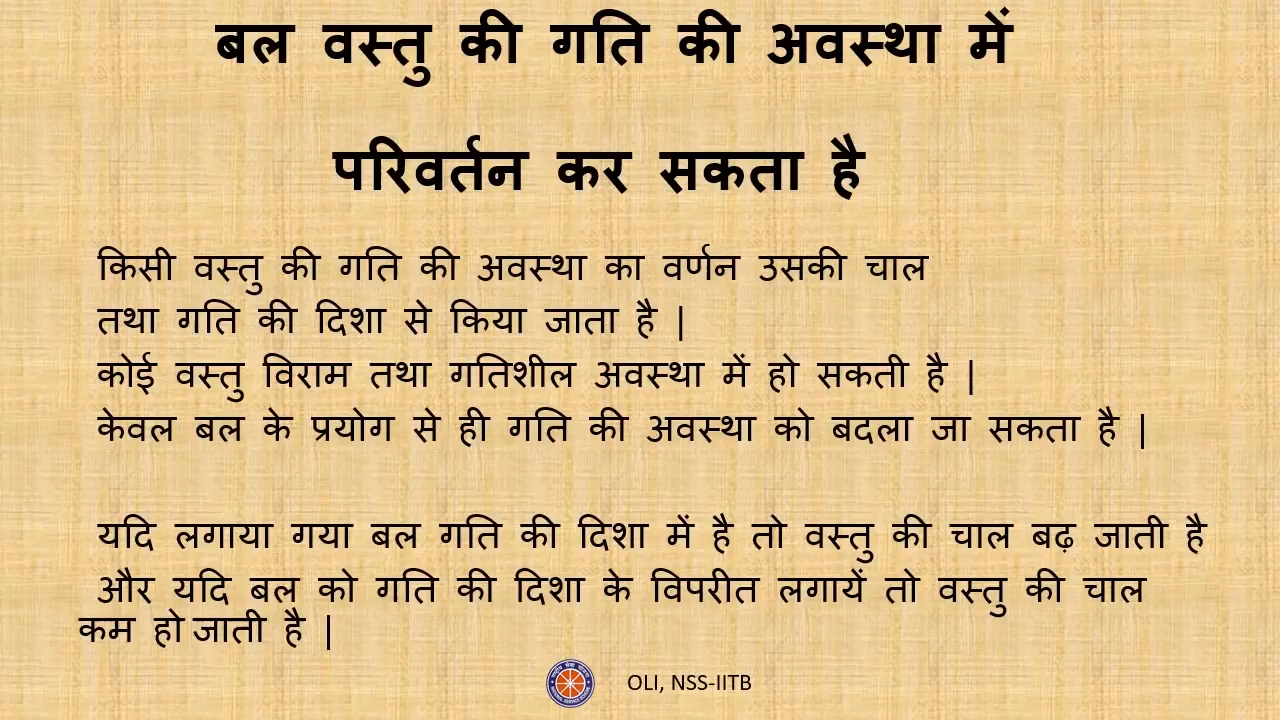 बल वस्तु की गति की अवस्था में
परिवर्तन कर सकता है
किसी वस्तु की गति की अवस्था का वर्णन उसकी चाल
तथा गति की दिशा से किया जाता है |
कोई वस्तु विराम तथा गतिशील अवस्था में हो सकती है |
केवल बल के प्रयोग से ही गति की अवस्था को बदला जा सकता है |
यदि लगाया गया बल गति की दिशा में है तो वस्तु की चाल बढ़ जाती है
और यदि बल को गति की दिशा के विपरीत लगायें तो वस्तु की चाल
कम हो जाती है |
OLI, NSS-IITB